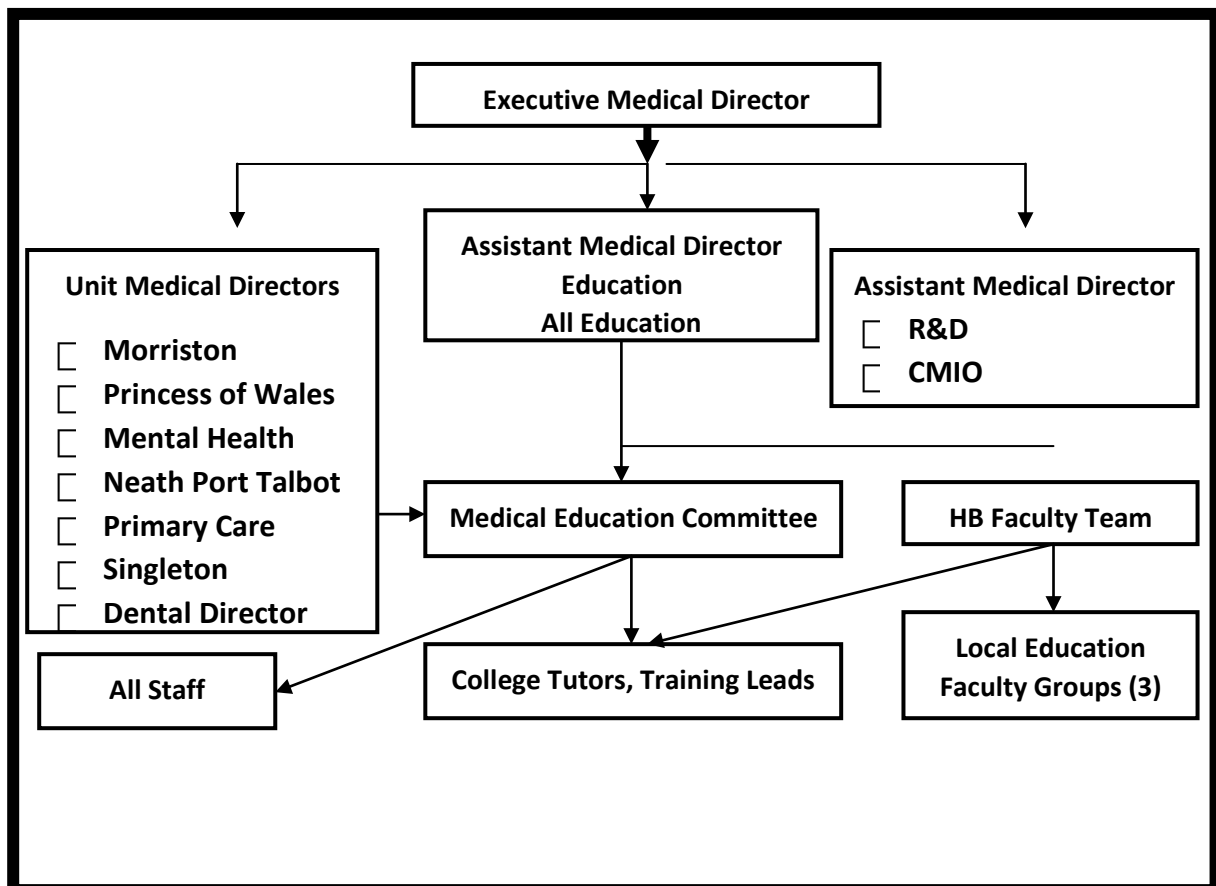 Executive Medical Director
Unit Medical Directors
Morriston
Princess of Wales
Mental Health
Neath Port Talbot
Primary Care
Singleton
Dental Director
Assistant Medical Director
Education
All Education
Assistant Medical Director
R&D
CMIO
Medical Education Committee
HB Faculty Team
All Staff
College Tutors, Training Leads
Local Education
Faculty Groups (3)